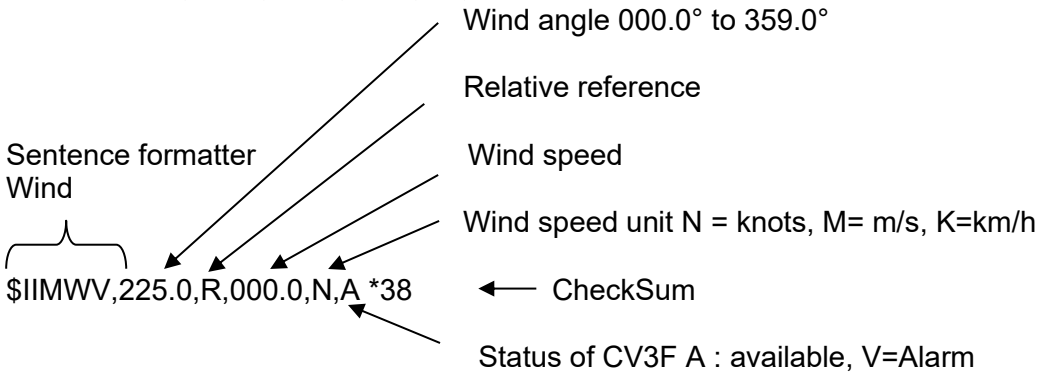 Wind angle 000.0° to 359.0°
Relative reference
Sentence formatter
Wind
Wind speed
Wind speed unit N = knots, M= m/s, K=km/h
$IIMWV,225.0,R,000.0,N,A *38
CheckSum
Status of CV3F A : available, V=Alarm